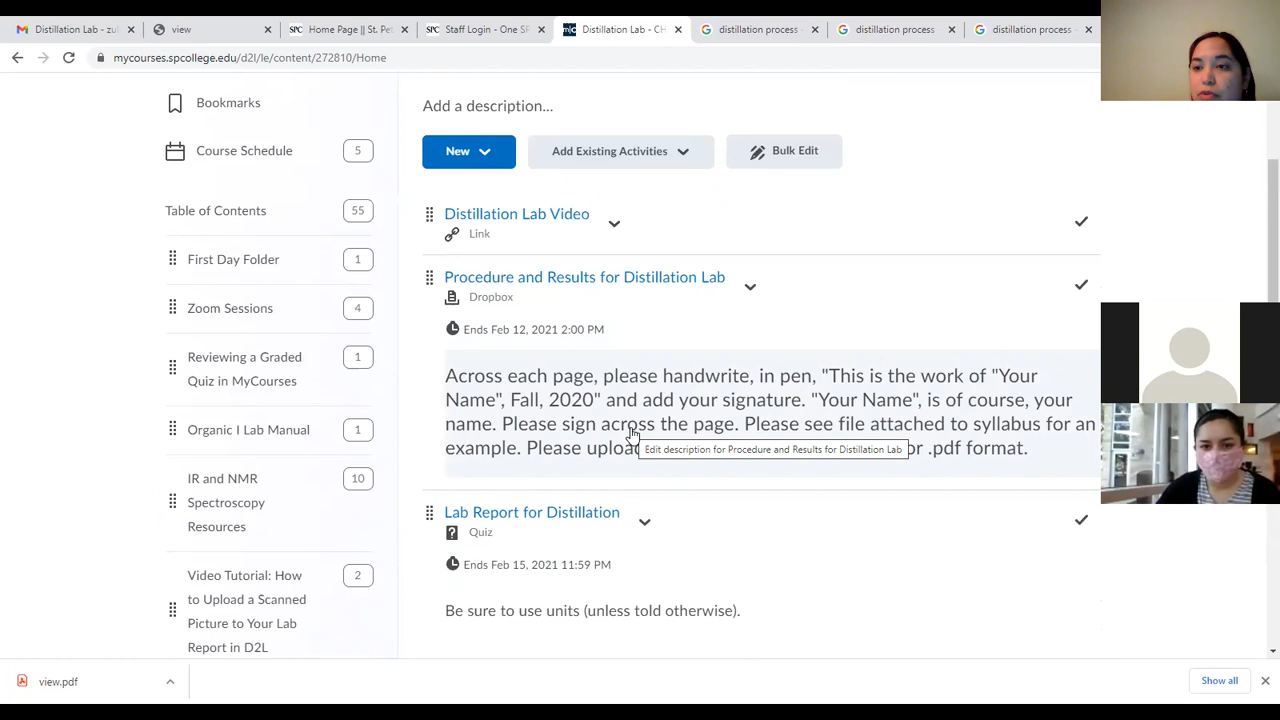 Distillation Lab - zul
view
SPC Home Page || St. Pet
SPC Staff Login - One SP
Distillation Lab - CH
distillation process -
distillation process
distillation process
mycourses.spcollege.edu/d2l/le/content/272810/Home
Bookmarks
Course Schedule 5
Table of Contents 55
First Day Folder 1
Zoom Sessions 4
Reviewing a Graded 1
Quiz in MyCourses
Organic I Lab Manual 1
IR and NMR 10
Spectroscopy
Resources
Video Tutorial: How 2
to Upload a Scanned
Picture to Your Lab
Report in D2L
Add a description...
New Add Existing Activities Bulk Edit
Distillation Lab Video
Link
Procedure and Results for Distillation Lab
Dropbox
Ends Feb 12, 2021 2:00 PM
Across each page, please handwrite, in pen, "This is the work of "Your
Name", Fall, 2020" and add your signature. "Your Name", is of course, your
name. Please sign across the page. Please see file attached to syllabus for an
example. Please upload or .pdf format.
Edit description for Procedure and Results for Distillation Lab
Lab Report for Distillation
Quiz
Ends Feb 15, 2021 11:59 PM
Be sure to use units (unless told otherwise).
view.pdf
Show all